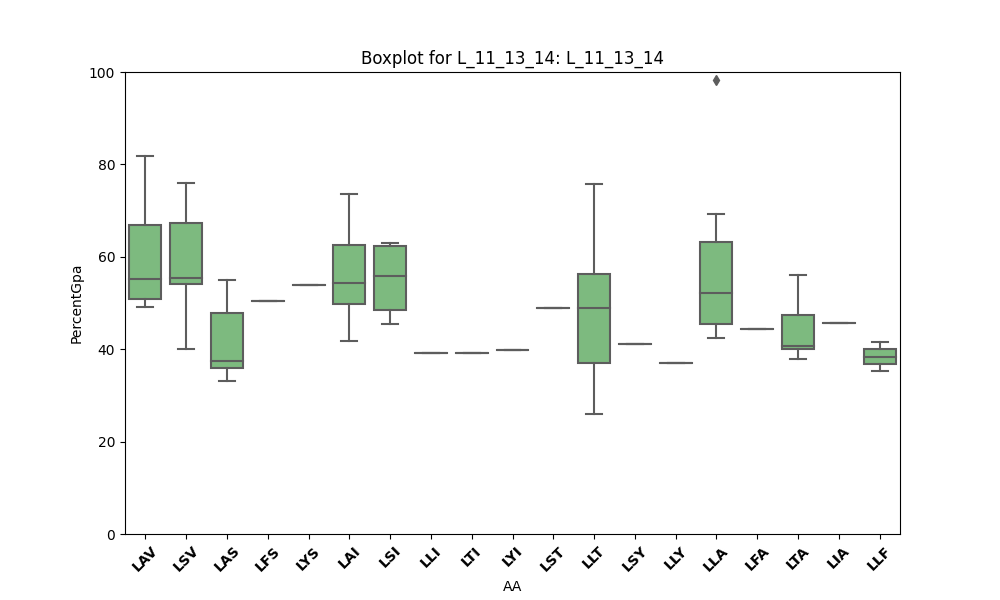 Boxplot for L_11_13_14: L_11_13_14
100
80
60
40
20
0
PercentGpa
LAV LSV LAS LFS LYS LAI LSI LLI LTI LYI LST LLT LSY LLY LLA LFA LTA LIA LLF
AA